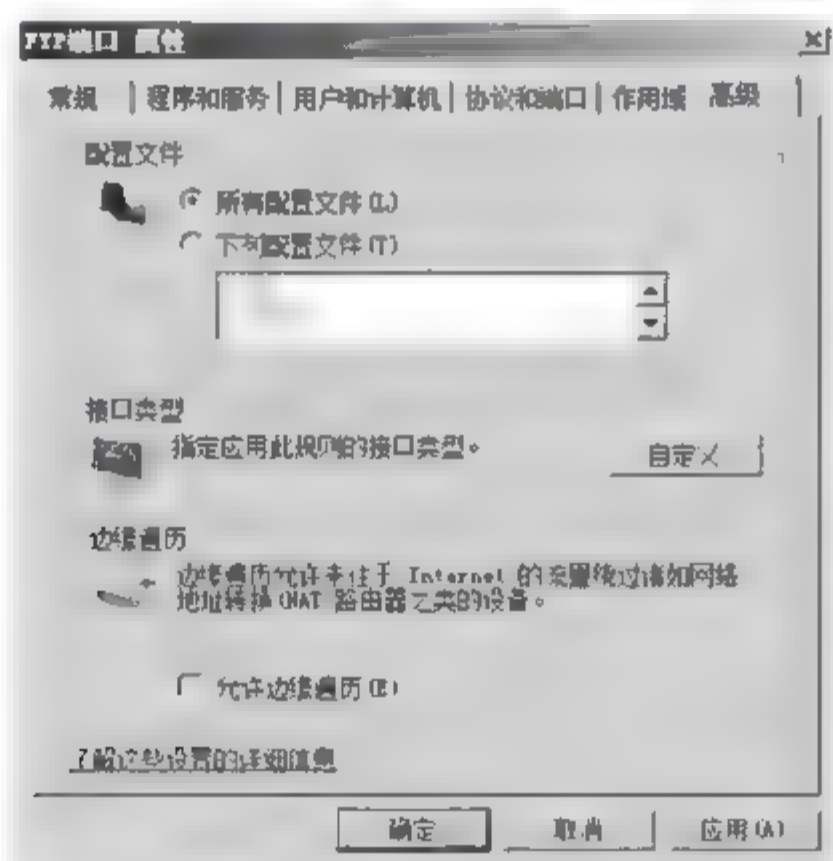 FTP端口 属性
常规 程序和服务 用户和计算机 协议和端口 作用域 高级
配置文件
所有配置文件(L)
下列配置文件(T)
接口类型
指定应用此规则的接口类型。
自定义
边缘遍历
边缘遍历允许来往于 Internet 的流量绕过诸如网络
地址转换(NAT 路由器之类的设备。
允许边缘遍历(E)
了解这些设置的详细信息
确定 取消 应用(A)